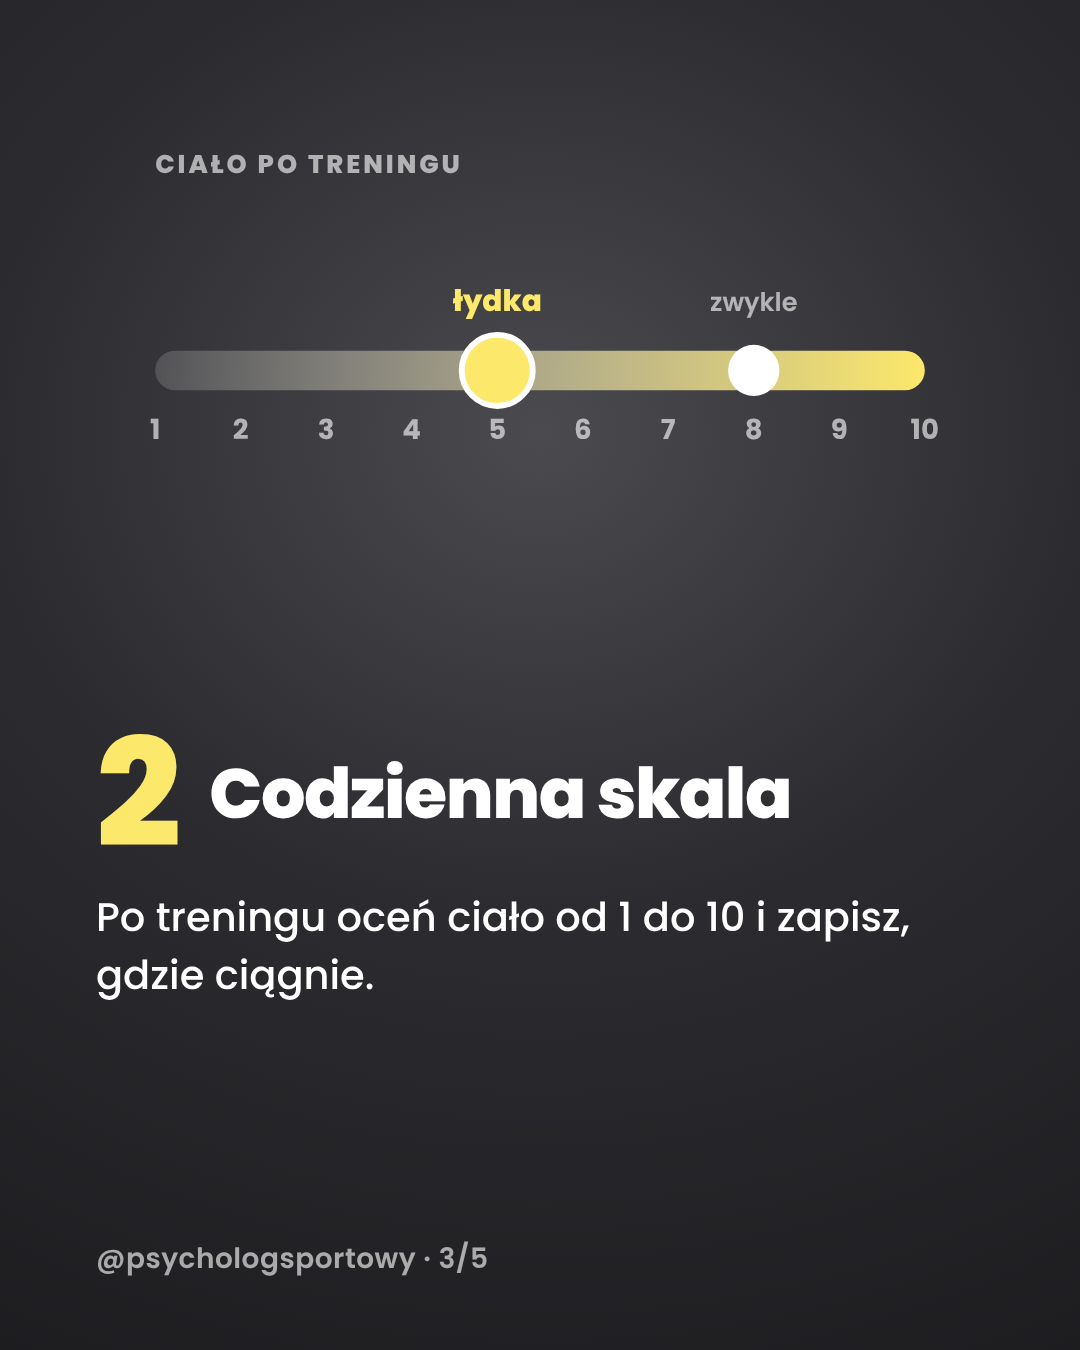 CIAŁO PO TRENINGU
łydka zwykle
1 2 3 4 5 6 7 8 9 10
2 Codzienna skala
Po treningu oceń ciało od 1 do 10 i zapisz,
gdzie ciągnie.
@psychologsportowy · 3/5